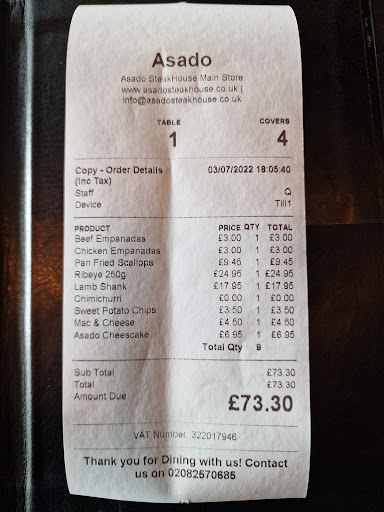 Asado
Asado SteakHouse Main Store
www.asadosteakhouse.co.uk |
info@asadosteakhouse.co.uk
TABLE COVERS
1 4
Copy - Order Details 03/07/2022 18:05:40
(Inc Tax)
Staff Q
Device Till1
PRODUCT PRICE QTY TOTAL
Beef Empanadas £3.00 1 £3.00
Chicken Empanadas £3.00 1 £3.00
Pan Fried Scallops £9.45 1 £9.45
Ribeye 250g £24.95 1 £24.95
Lamb Shank £17.95 1 £17.95
Chimichurri £0.00 1 £0.00
Sweet Potato Chips £3.50 1 £3.50
Mac & Cheese £4.50 1 £4.50
Asado Cheescake £6.95 1 £6.95
Total Qty 9
Sub Total £73.30
Total £73.30
Amount Due £73.30
VAT Number: 322017946
Thank you for Dining with us! Contact
us on 02082570685